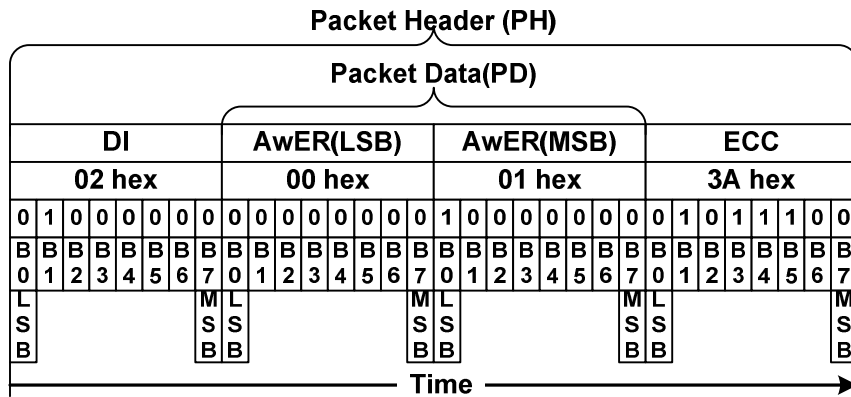 Packet Header (PH)
Packet Data(PD)
DI AwER(LSB) AwER(MSB) ECC
02 hex 00 hex 01 hex 3A hex
0 1 0 0 0 0 0 0 0 0 0 0 0 0 0 0 1 0 0 0 0 0 0 0 0 1 0 1 1 1 0 0
B B B B B B B B B B B B B B B B B B B B B B B B B B B B B B B B
0 1 2 3 4 5 6 7 0 1 2 3 4 5 6 7 0 1 2 3 4 5 6 7 0 1 2 3 4 5 6 7
L M L M L M L M
S S S S S S S S
B B B B B B B B
Time